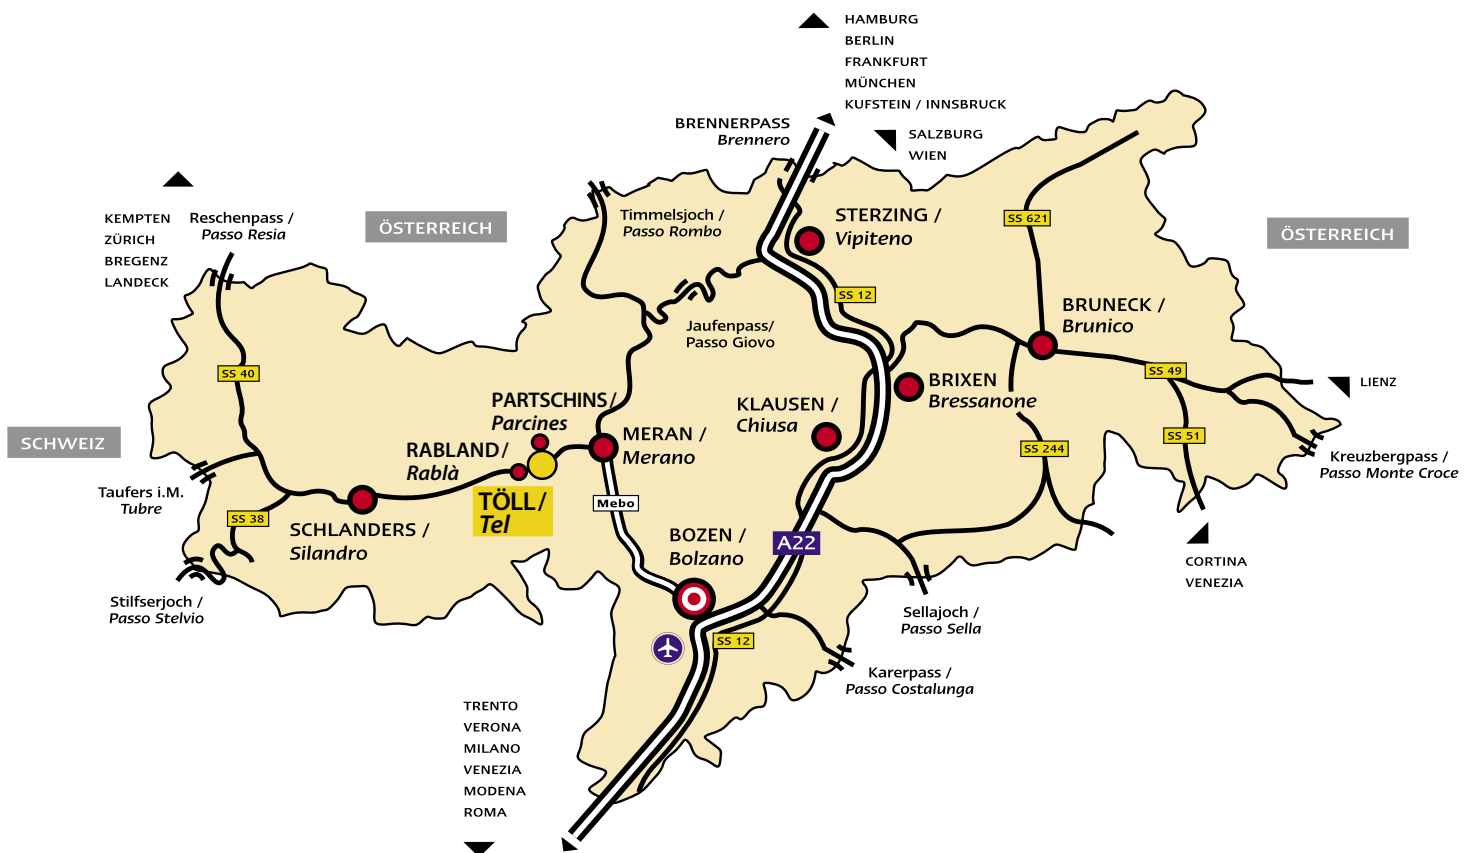 HAMBURG
BERLIN
FRANKFURT
MÜNCHEN
KUFSTEIN / INNSBRUCK
BRENNERPASS
Brennero
SALZBURG
WIEN
KEMPTEN
ZÜRICH
BREGENZ
LANDECK
Reschenpass /
Passo Resia
ÖSTERREICH
Timmelsjoch /
Passo Rombo
STERZING /
Vipiteno
SS 621
ÖSTERREICH
SS 12
Jaufenpass/
Passo Giovo
BRUNECK /
Brunico
SS 40
SS 49
LIENZ
BRIXEN
Bressanone
PARTSCHINS/
Parcines
KLAUSEN /
Chiusa
SCHWEIZ
MERAN /
Merano
RABLAND/
Rablà
SS 51
SS 244
Kreuzbergpass /
Passo Monte Croce
Taufers i.M.
Tubre
TÖLL/
Tel
Mebo
SS 38
SCHLANDERS /
Silandro
BOZEN /
Bolzano
A22
CORTINA
VENEZIA
Stilfserjoch /
Passo Stelvio
Sellajoch /
Passo Sella
SS 12
Karerpass /
Passo Costalunga
TRENTO
VERONA
MILANO
VENEZIA
MODENA
ROMA